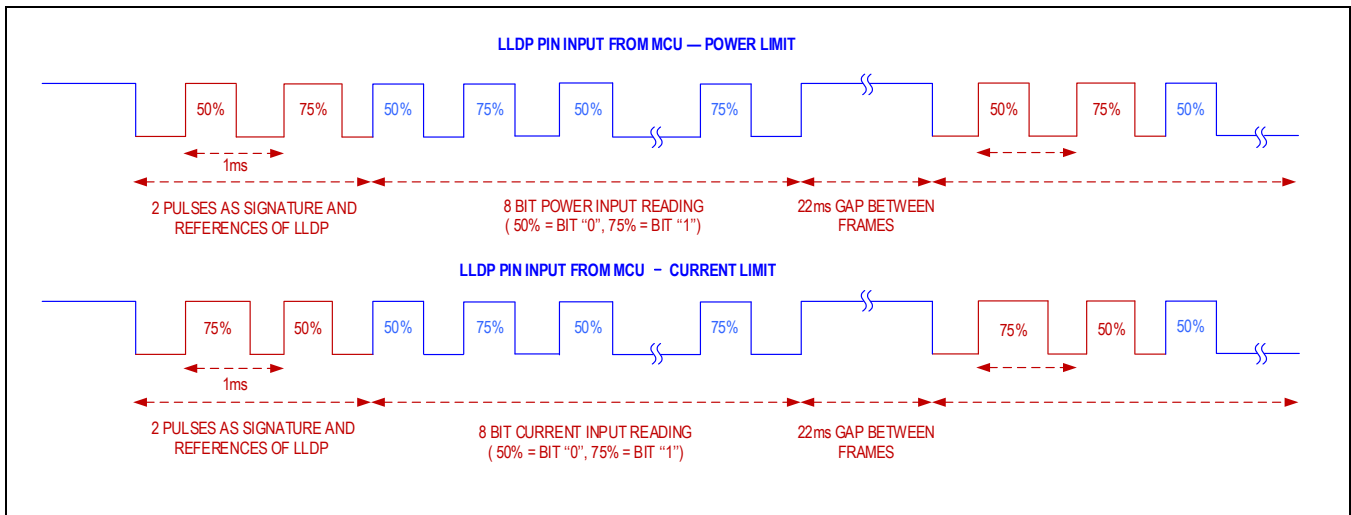 LLDP PIN INPUT FROM MCU — POWER LIMIT
50% 75% 50% 75% 50% 75% 50% 75% 50%
1ms
2 PULSES AS SIGNATURE AND
REFERENCES OF LLDP
8 BIT POWER INPUT READING
( 50% = BIT “0”, 75% = BIT “1”)
22ms GAP BETWEEN
FRAMES
LLDP PIN INPUT FROM MCU – CURRENT LIMIT
75% 50% 50% 75% 50% 75% 75% 50% 50%
1ms
2 PULSES AS SIGNATURE AND
REFERENCES OF LLDP
8 BIT CURRENT INPUT READING
( 50% = BIT “0”, 75% = BIT “1”)
22ms GAP BETWEEN
FRAMES